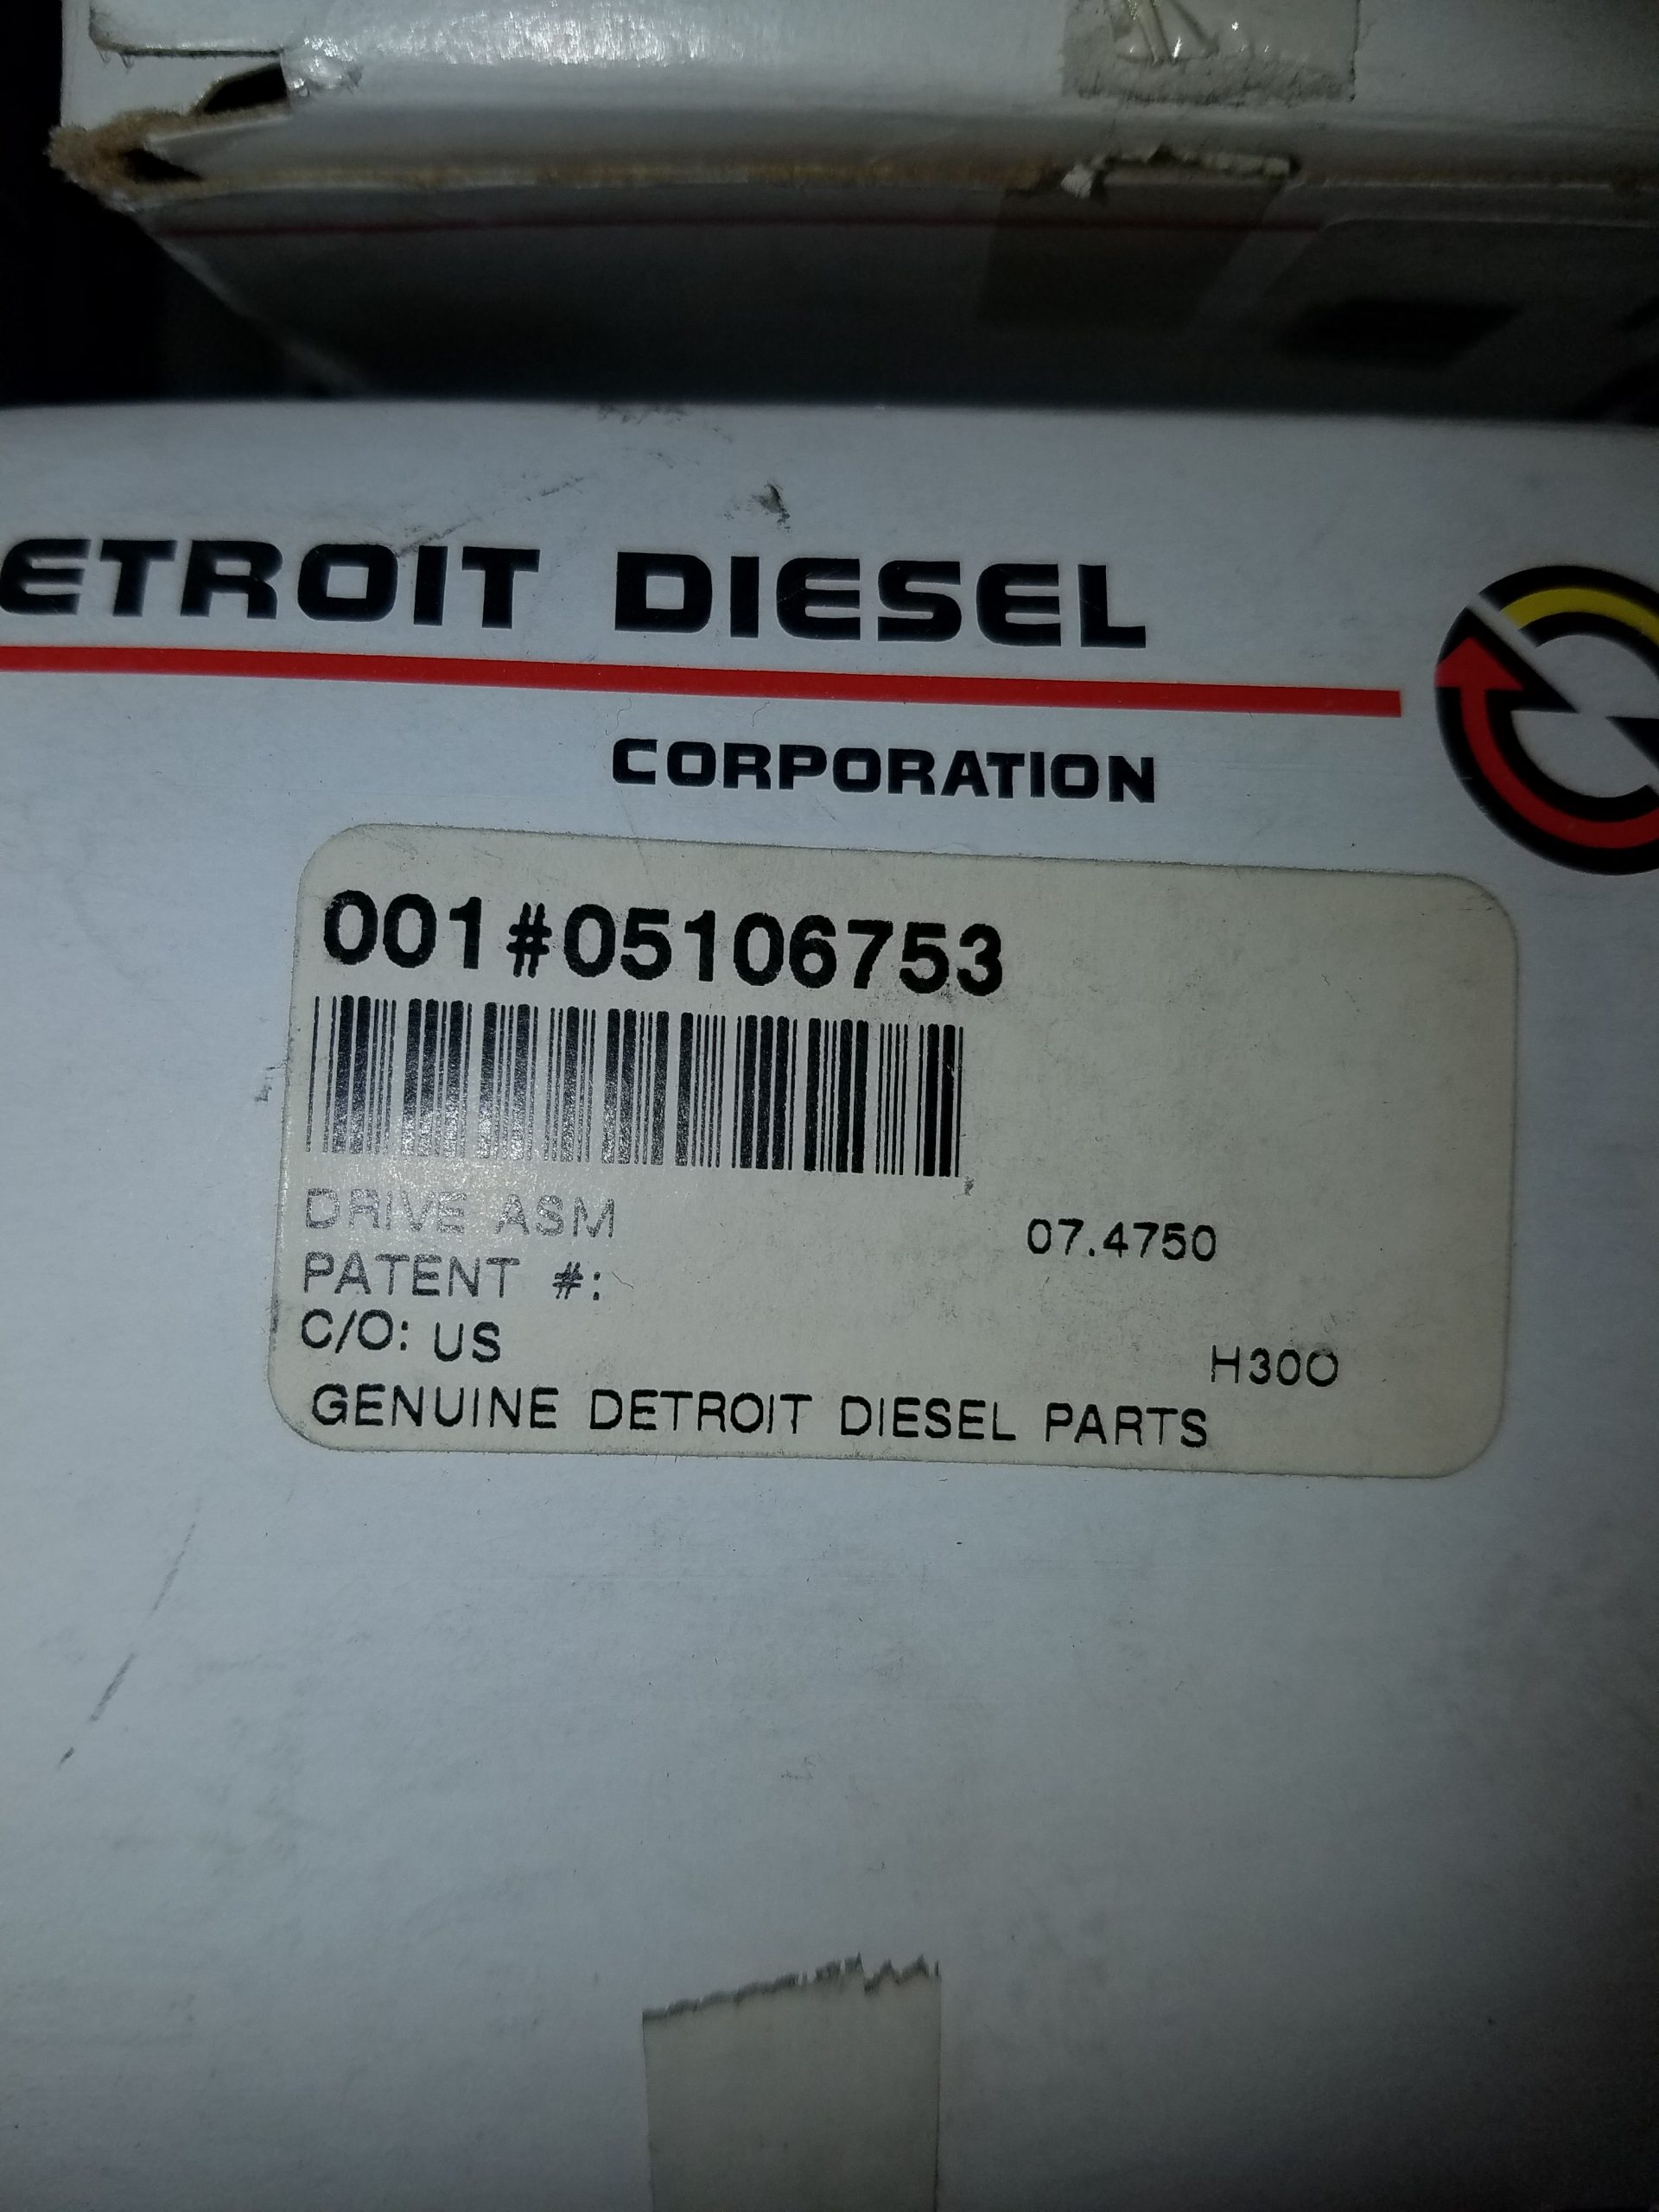 ETROIT DIESEL
CORPORATION
001#05106753
DRIVE ASM 07.4750
PATENT #:
C/O: US H300
GENUINE DETROIT DIESEL PARTS